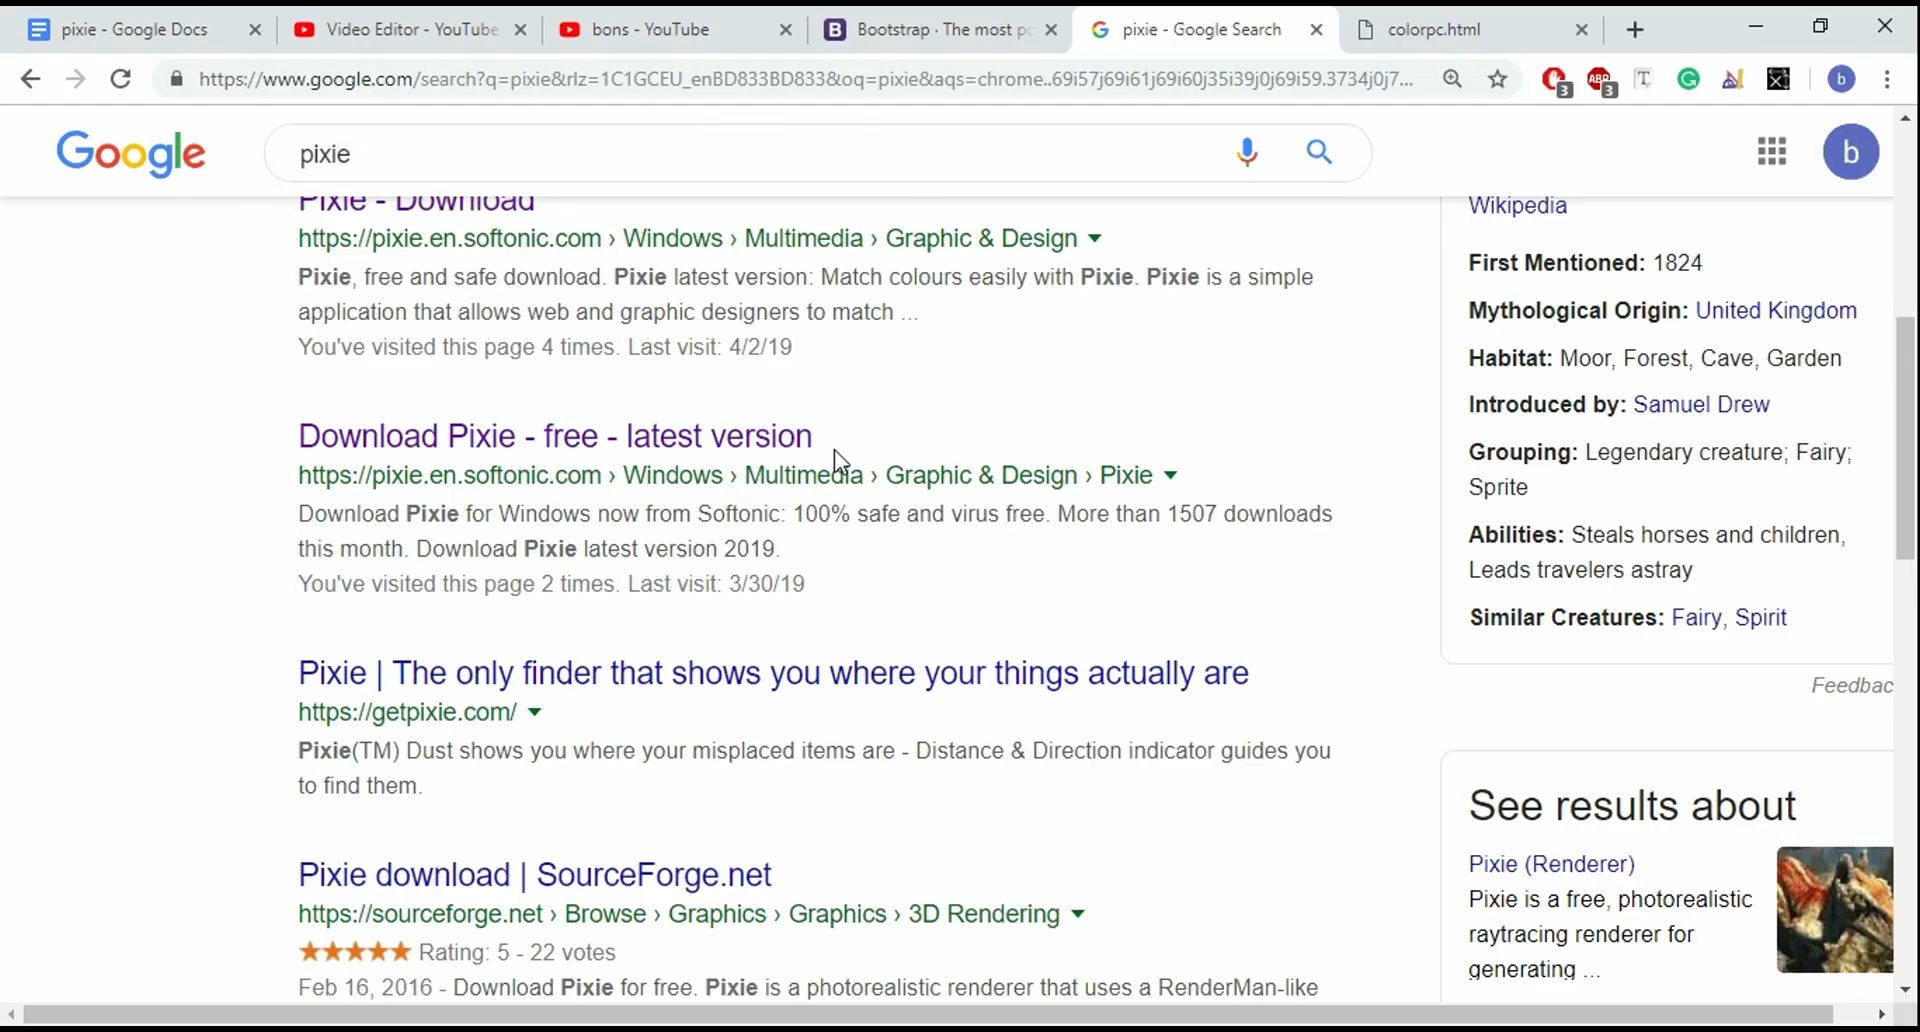 pixie - Google Docs
Video Editor - YouTube
bons - YouTube
Bootstrap · The most po
pixie - Google Search
colorpc.html
https://www.google.com/search?q=pixie&rlz=1C1GCEU_enBD833BD833&oq=pixie&aqs=chrome..69i57j69i61j69i60j35i39j0j69i59.3734j0j7...
3
ABP
3
T
b
Google
pixie
b
Pixie - Download
https://pixie.en.softonic.com › Windows › Multimedia › Graphic & Design
Pixie, free and safe download. Pixie latest version: Match colours easily with Pixie. Pixie is a simple
application that allows web and graphic designers to match ...
You've visited this page 4 times. Last visit: 4/2/19
Download Pixie - free - latest version
https://pixie.en.softonic.com › Windows › Multimedia › Graphic & Design › Pixie
Download Pixie for Windows now from Softonic: 100% safe and virus free. More than 1507 downloads
this month. Download Pixie latest version 2019.
You've visited this page 2 times. Last visit: 3/30/19
Pixie | The only finder that shows you where your things actually are
https://getpixie.com/
Pixie(TM) Dust shows you where your misplaced items are - Distance & Direction indicator guides you
to find them.
Pixie download | SourceForge.net
https://sourceforge.net › Browse › Graphics › Graphics › 3D Rendering
Rating: 5 - 22 votes
Feb 16, 2016 - Download Pixie for free. Pixie is a photorealistic renderer that uses a RenderMan-like
Wikipedia
First Mentioned: 1824
Mythological Origin: United Kingdom
Habitat: Moor, Forest, Cave, Garden
Introduced by: Samuel Drew
Grouping: Legendary creature; Fairy;
Sprite
Abilities: Steals horses and children,
Leads travelers astray
Similar Creatures: Fairy, Spirit
Feedbac
See results about
Pixie (Renderer)
Pixie is a free, photorealistic
raytracing renderer for
generating ...